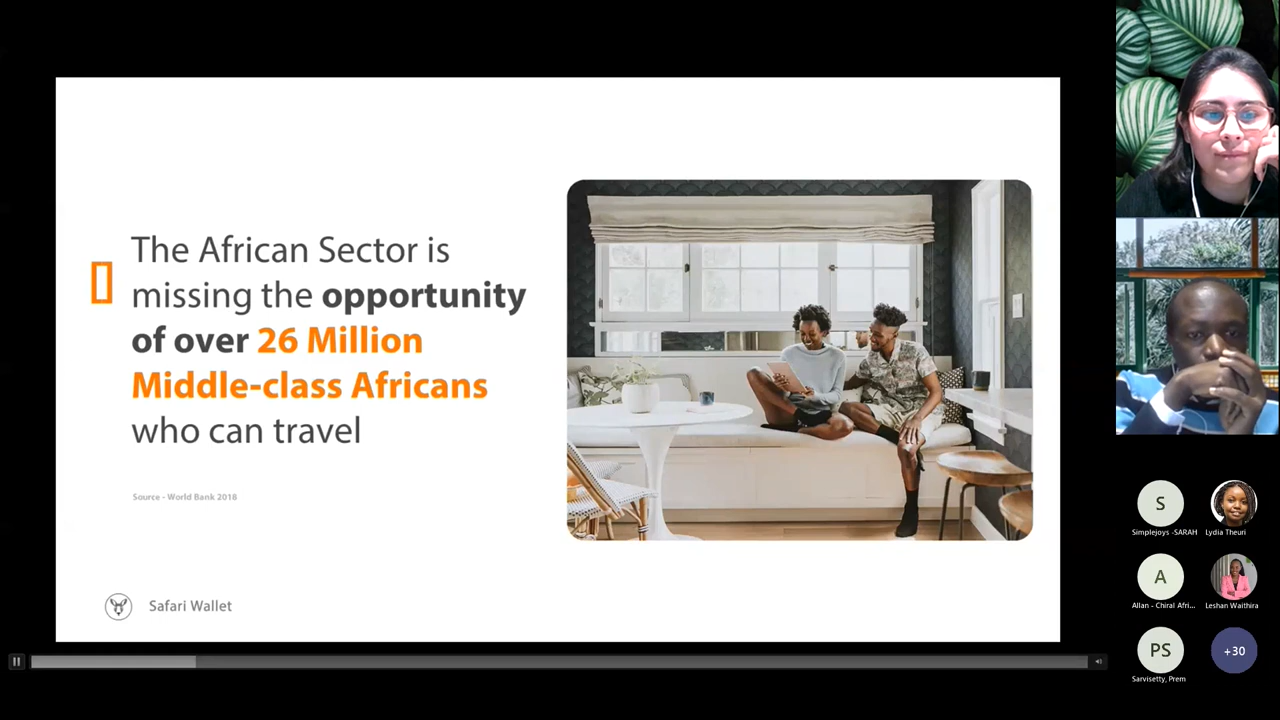 The African Sector is
missing the opportunity
of over 26 Million
Middle-class Africans
who can travel
Source - World Bank 2018
Safari Wallet
S
Simplejoys -SARAH
Lydia Theuri
A
Allan - Chiral Afri...
Leshan Waithira
PS
Sarvisetty, Prem
+30